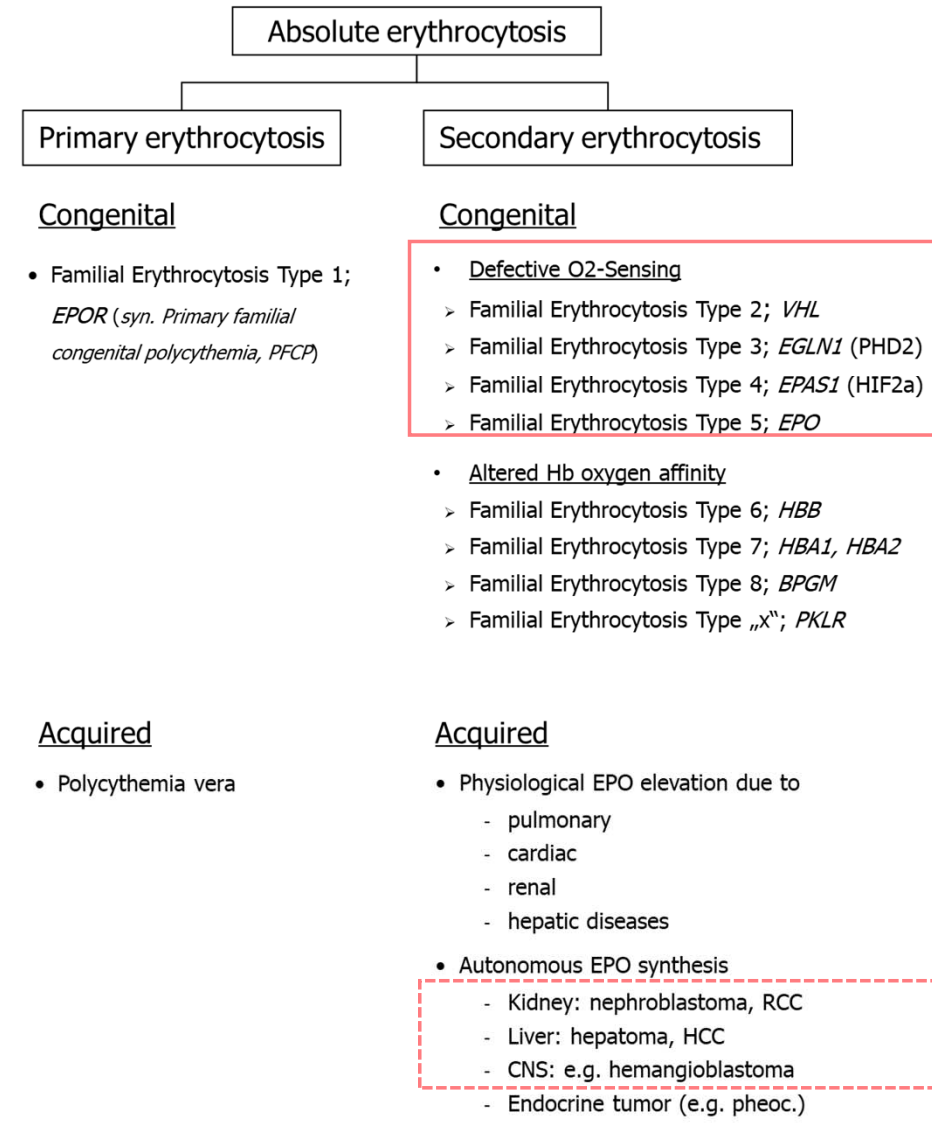 Absolute erythrocytosis
Primary erythrocytosis
Secondary erythrocytosis
Congenital
• Familial Erythrocytosis Type 1;
EPOR (syn. Primary familial
congenital polycythemia, PFCP)
Congenital
• Defective O2-Sensing
➢ Familial Erythrocytosis Type 2; VHL
➢ Familial Erythrocytosis Type 3; EGLN1 (PHD2)
➢ Familial Erythrocytosis Type 4; EPAS1 (HIF2a)
➢ Familial Erythrocytosis Type 5; EPO
• Altered Hb oxygen affinity
➢ Familial Erythrocytosis Type 6; HBB
➢ Familial Erythrocytosis Type 7; HBA1, HBA2
➢ Familial Erythrocytosis Type 8; BPGM
➢ Familial Erythrocytosis Type „x“; PKLR
Acquired
• Polycythemia vera
Acquired
• Physiological EPO elevation due to
- pulmonary
- cardiac
- renal
- hepatic diseases
• Autonomous EPO synthesis
- Kidney: nephroblastoma, RCC
- Liver: hepatoma, HCC
- CNS: e.g. hemangioblastoma
- Endocrine tumor (e.g. pheoc.)